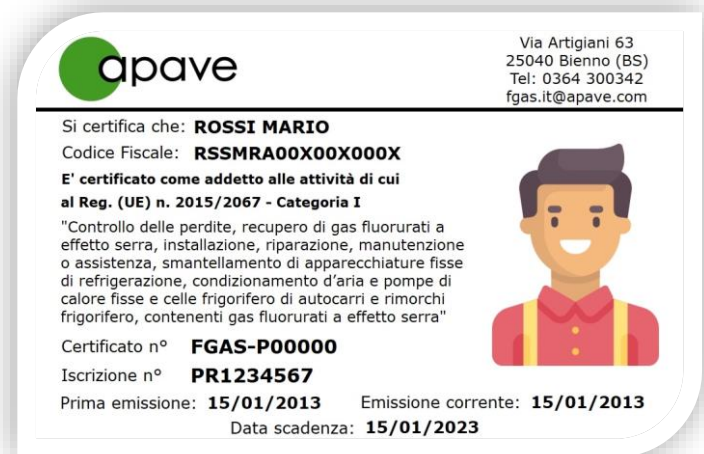 apave
Via Artigiani 63
25040 Bienno (BS)
Tel: 0364 300342
fgas.it@apave.com
Si certifica che: ROSSI MARIO
Codice Fiscale: RSSMRA00X00X000X
E' certificato come addetto alle attività di cui
al Reg. (UE) n. 2015/2067 - Categoria I
"Controllo delle perdite, recupero di gas fluorurati a
effetto serra, installazione, riparazione, manutenzione
o assistenza, smantellamento di apparecchiature fisse
di refrigerazione, condizionamento d'aria e pompe di
calore fisse e celle frigorifero di autocarri e rimorchi
frigorifero, contenenti gas fluorurati a effetto serra"
Certificato n° FGAS-P00000
Iscrizione n° PR1234567
Prima emissione: 15/01/2013 Emissione corrente: 15/01/2013
Data scadenza: 15/01/2023